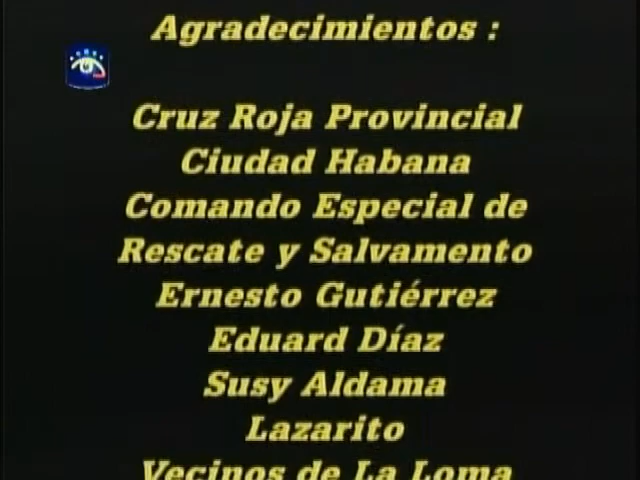 Agradecimientos :
Cruz Roja Provincial
Ciudad Habana
Comando Especial de
Rescate y Salvamento
Ernesto Gutiérrez
Eduard Díaz
Susy Aldama
Lazarito
Vecinos de La Loma